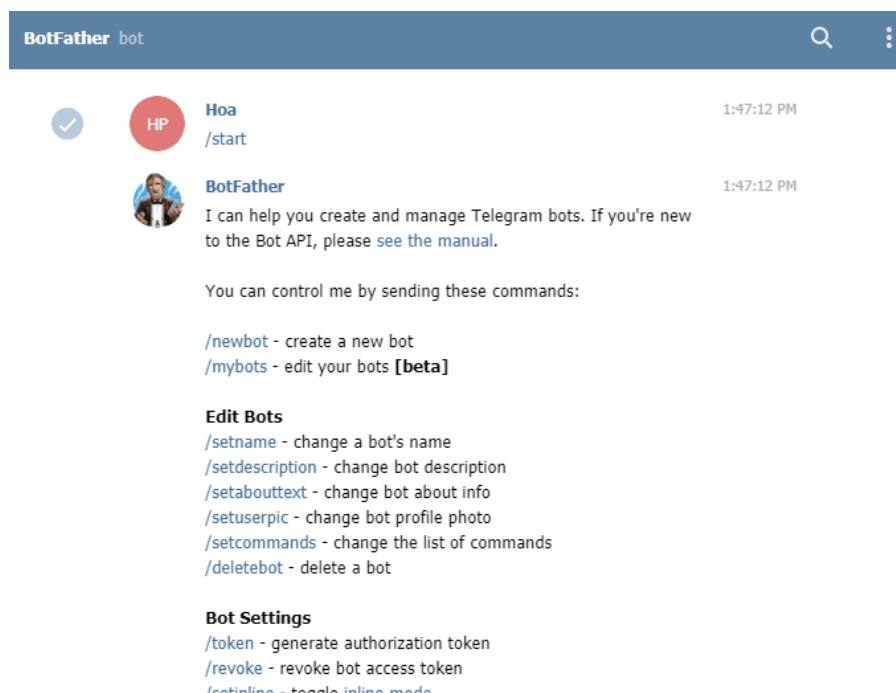 BotFather bot
Hoa 1:47:12 PM
HP
/start
BotFather 1:47:12 PM
I can help you create and manage Telegram bots. If you're new
to the Bot API, please see the manual.
You can control me by sending these commands:
/newbot - create a new bot
/mybots - edit your bots [beta]
Edit Bots
/setname - change a bot's name
/setdescription - change bot description
/setabouttext - change bot about info
/setuserpic - change bot profile photo
/setcommands - change the list of commands
/deletebot - delete a bot
Bot Settings
/token - generate authorization token
/revoke - revoke bot access token
/setinline - toggle inline mode